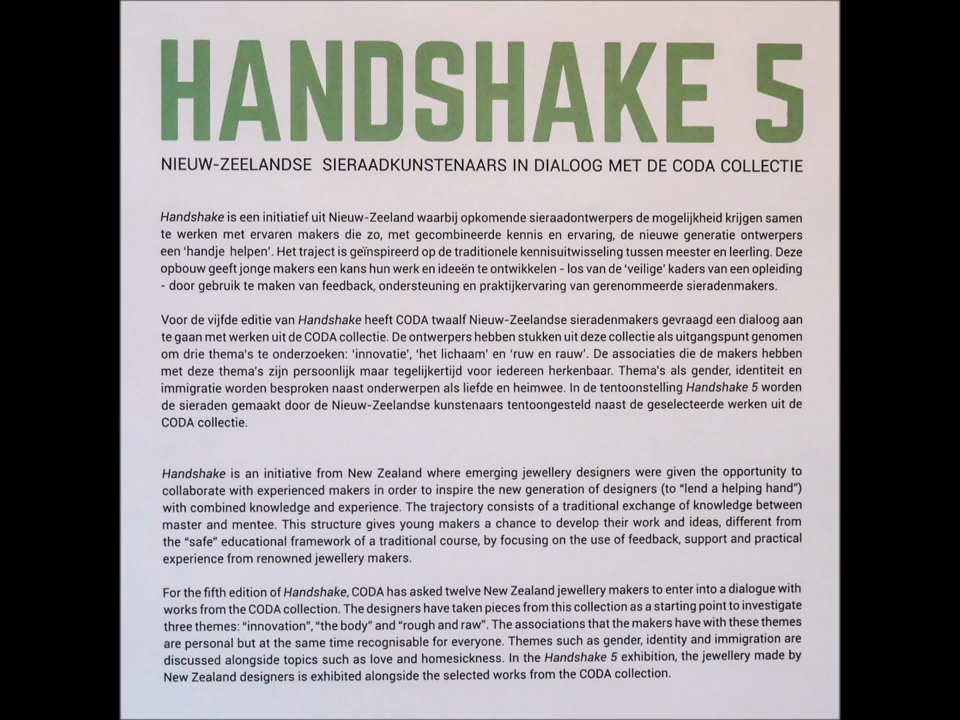 HANDSHAKE 5
NIEUW-ZEELANDSE SIERAADKUNSTENAARS IN DIALOOG MET DE CODA COLLECTIE
Handshake is een initiatief uit Nieuw-Zeeland waarbij opkomende sieraadontwerpers de mogelijkheid krijgen samen
te werken met ervaren makers die zo, met gecombineerde kennis en ervaring, de nieuwe generatie ontwerpers
een ‘handje helpen’. Het traject is geïnspireerd op de traditionele kennisuitwisseling tussen meester en leerling. Deze
opbouw geeft jonge makers een kans hun werk en ideeën te ontwikkelen - los van de ‘veilige’ kaders van een opleiding
- door gebruik te maken van feedback, ondersteuning en praktijkervaring van gerenommeerde sieradenmakers.
Voor de vijfde editie van Handshake heeft CODA twaalf Nieuw-Zeelandse sieradenmakers gevraagd een dialoog aan
te gaan met werken uit de CODA collectie. De ontwerpers hebben stukken uit deze collectie als uitgangspunt genomen
om drie thema's te onderzoeken: ‘innovatie’, ‘het lichaam’ en ‘ruw en rauw’. De associaties die de makers hebben
met deze thema's zijn persoonlijk maar tegelijkertijd voor iedereen herkenbaar. Thema's als gender, identiteit en
immigratie worden besproken naast onderwerpen als liefde en heimwee. In de tentoonstelling Handshake 5 worden
de sieraden gemaakt door de Nieuw-Zeelandse kunstenaars tentoongesteld naast de geselecteerde werken uit de
CODA collectie.
Handshake is an initiative from New Zealand where emerging jewellery designers were given the opportunity to
collaborate with experienced makers in order to inspire the new generation of designers (to “lend a helping hand”)
with combined knowledge and experience. The trajectory consists of a traditional exchange of knowledge between
master and mentee. This structure gives young makers a chance to develop their work and ideas, different from
the “safe” educational framework of a traditional course, by focusing on the use of feedback, support and practical
experience from renowned jewellery makers.
For the fifth edition of Handshake, CODA has asked twelve New Zealand jewellery makers to enter into a dialogue with
works from the CODA collection. The designers have taken pieces from this collection as a starting point to investigate
three themes: “innovation”, “the body” and “rough and raw”. The associations that the makers have with these themes
are personal but at the same time recognisable for everyone. Themes such as gender, identity and immigration are
discussed alongside topics such as love and homesickness. In the Handshake 5 exhibition, the jewellery made by
New Zealand designers is exhibited alongside the selected works from the CODA collection.